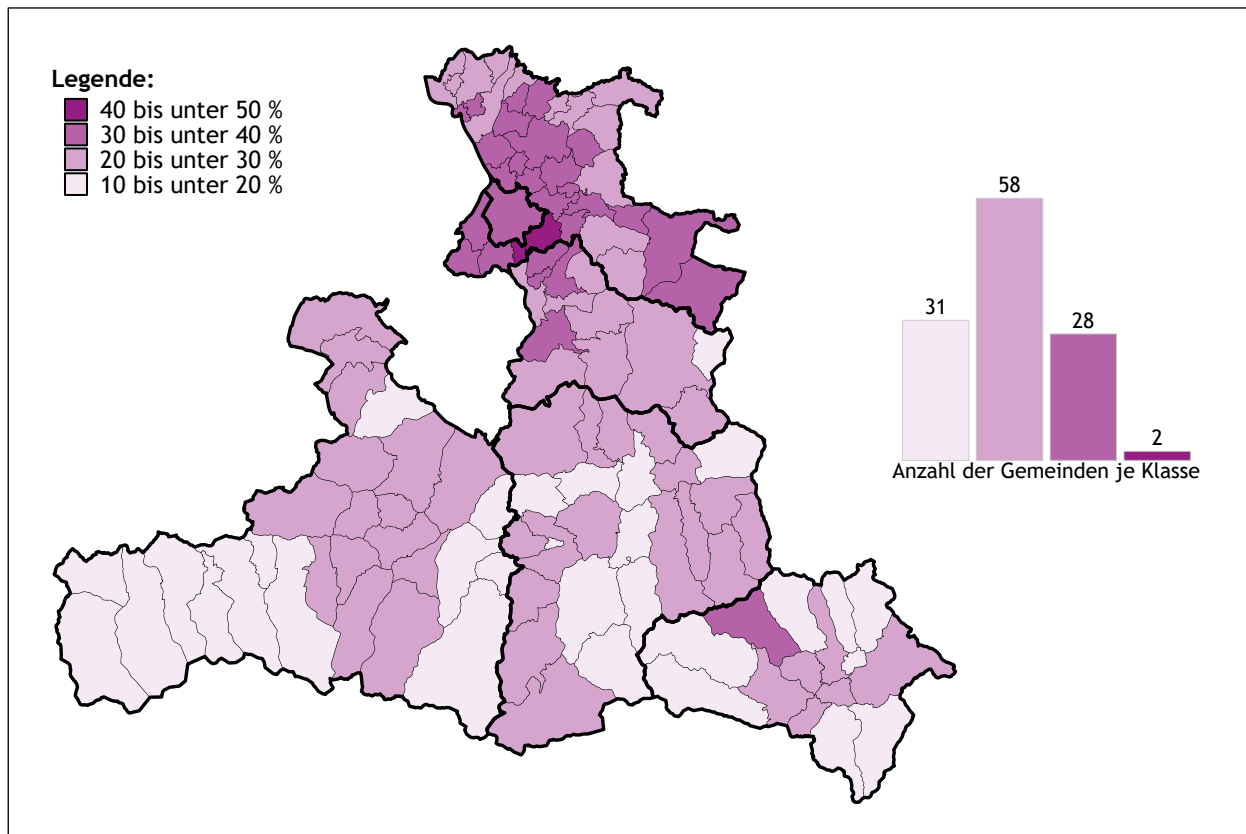 Legende:
40 bis unter 50 %
30 bis unter 40 %
20 bis unter 30 %
10 bis unter 20 %
58
31
28
2
Anzahl der Gemeinden je Klasse